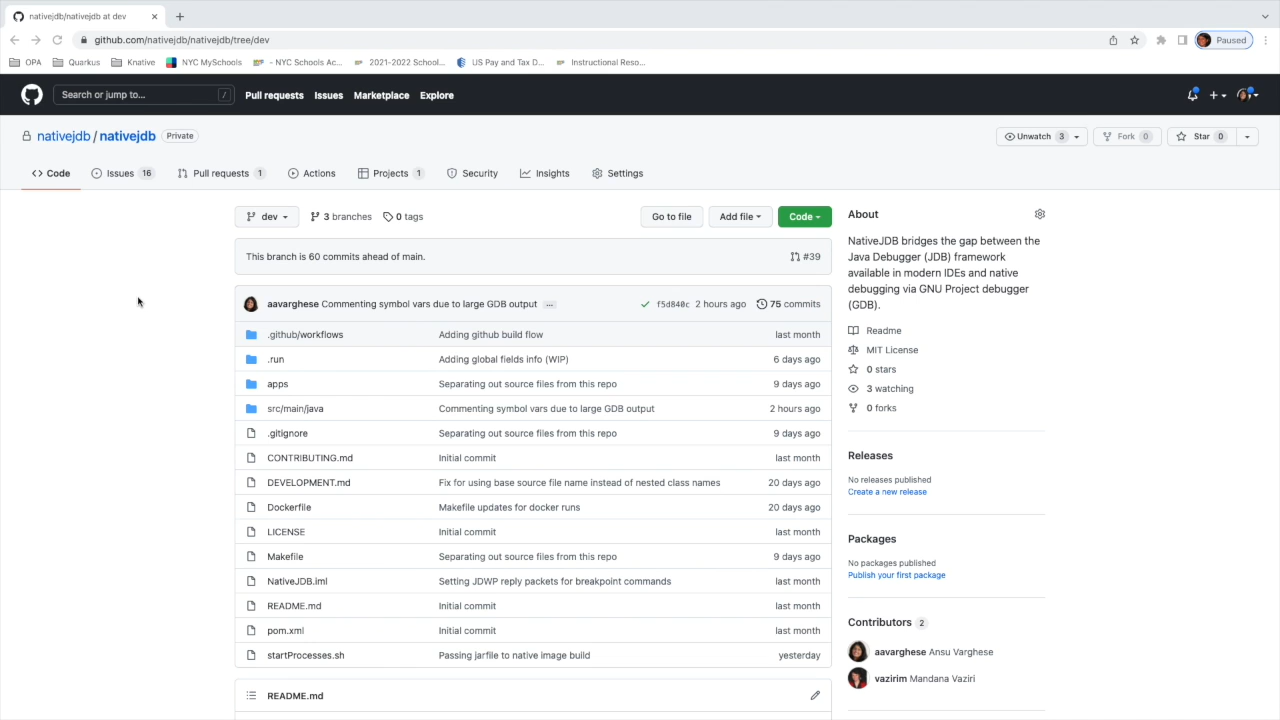 nativejdb/nativejdb at dev
github.com/nativejdb/nativejdb/tree/dev
Paused
OPA
Quarkus
Knative
NYC MySchools
- NYC Schools Ac...
2021-2022 School...
US Pay and Tax D...
Instructional Reso...
Search or jump to...
/
Pull requests
Issues
Marketplace
Explore
nativejdb / nativejdb
Private
Unwatch 3
Fork 0
Star 0
Code
Issues 16
Pull requests 1
Actions
Projects 1
Security
Insights
Settings
dev
3 branches
0 tags
Go to file
Add file
Code
This branch is 60 commits ahead of main.
#39
aavarghese Commenting symbol vars due to large GDB output ...
f5d840c 2 hours ago
75 commits
.github/workflows Adding github build flow last month
.run Adding global fields info (WIP) 6 days ago
apps Separating out source files from this repo 9 days ago
src/main/java Commenting symbol vars due to large GDB output 2 hours ago
.gitignore Separating out source files from this repo 9 days ago
CONTRIBUTING.md Initial commit last month
DEVELOPMENT.md Fix for using base source file name instead of nested class names 20 days ago
Dockerfile Makefile updates for docker runs 20 days ago
LICENSE Initial commit last month
Makefile Separating out source files from this repo 9 days ago
NativeJDB.iml Setting JDWP reply packets for breakpoint commands last month
README.md Initial commit last month
pom.xml Initial commit last month
startProcesses.sh Passing jarfile to native image build yesterday
README.md
About
NativeJDB bridges the gap between the
Java Debugger (JDB) framework
available in modern IDEs and native
debugging via GNU Project debugger
(GDB).
Readme
MIT License
0 stars
3 watching
0 forks
Releases
No releases published
Create a new release
Packages
No packages published
Publish your first package
Contributors 2
aavarghese Ansu Varghese
vazirim Mandana Vaziri